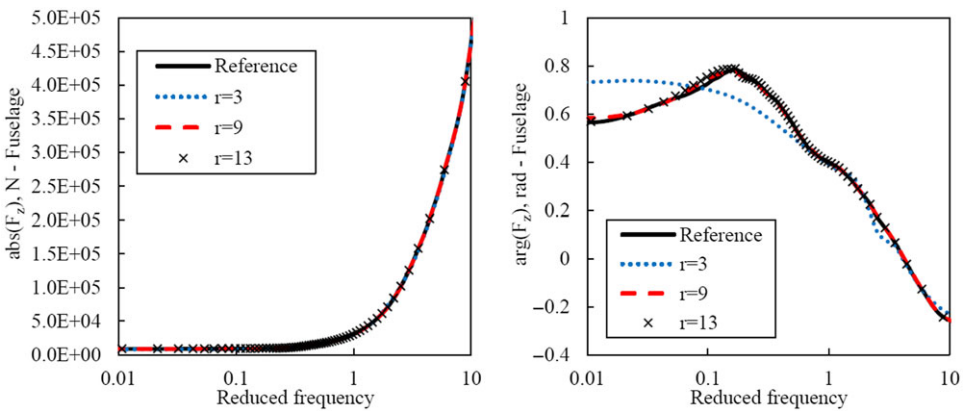 abs(Fz), N - Fuselage
5.0E+05
4.5E+05
4.0E+05
3.5E+05
3.0E+05
2.5E+05
2.0E+05
1.5E+05
1.0E+05
5.0E+04
0.0E+00
Reference
r=3
r=9
r=13
0.01
0.1
1
10
Reduced frequency
arg(Fz), rad - Fuselage
1
0.8
0.6
0.4
0.2
0
−0.2
−0.4
Reference
r=3
r=9
r=13
0.01
0.1
1
10
Reduced frequency